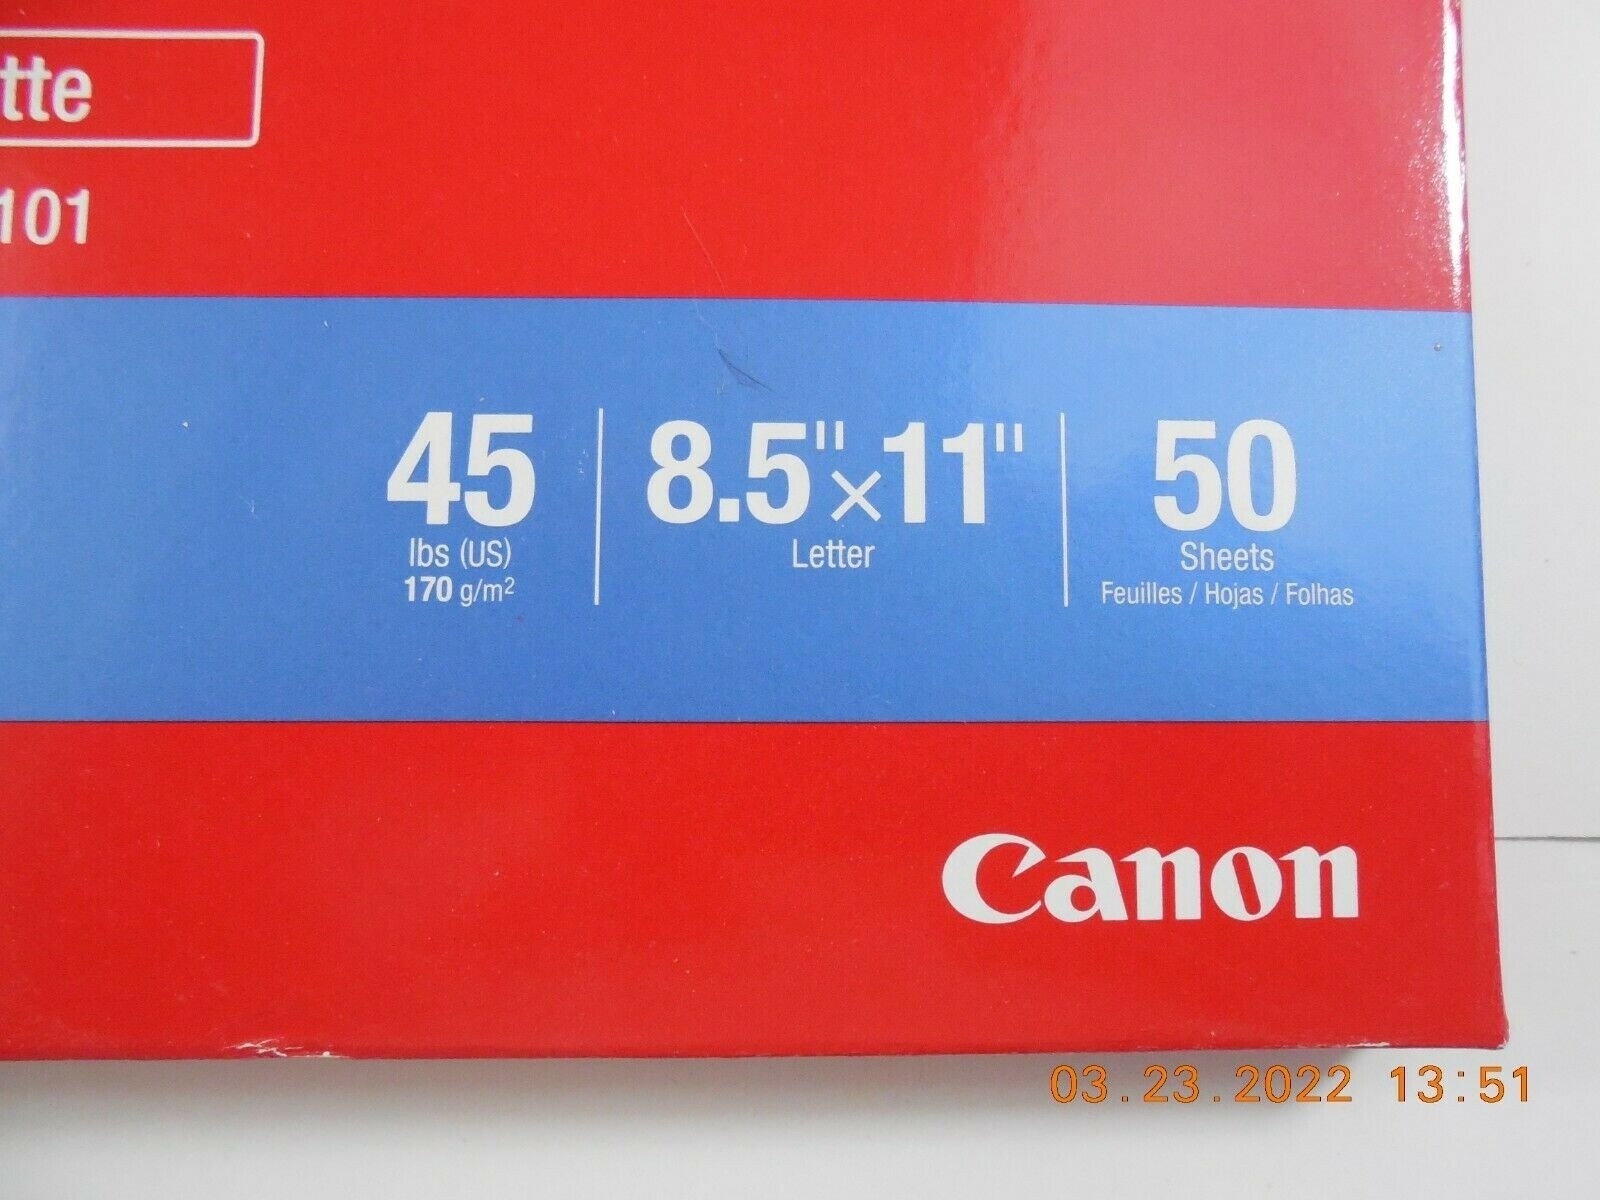 tte
101
45
lbs (US)
170 g/m²
8.5"×11"
Letter
50
Sheets
Feuilles / Hojas / Folhas
Canon
03.23.2022 13:51